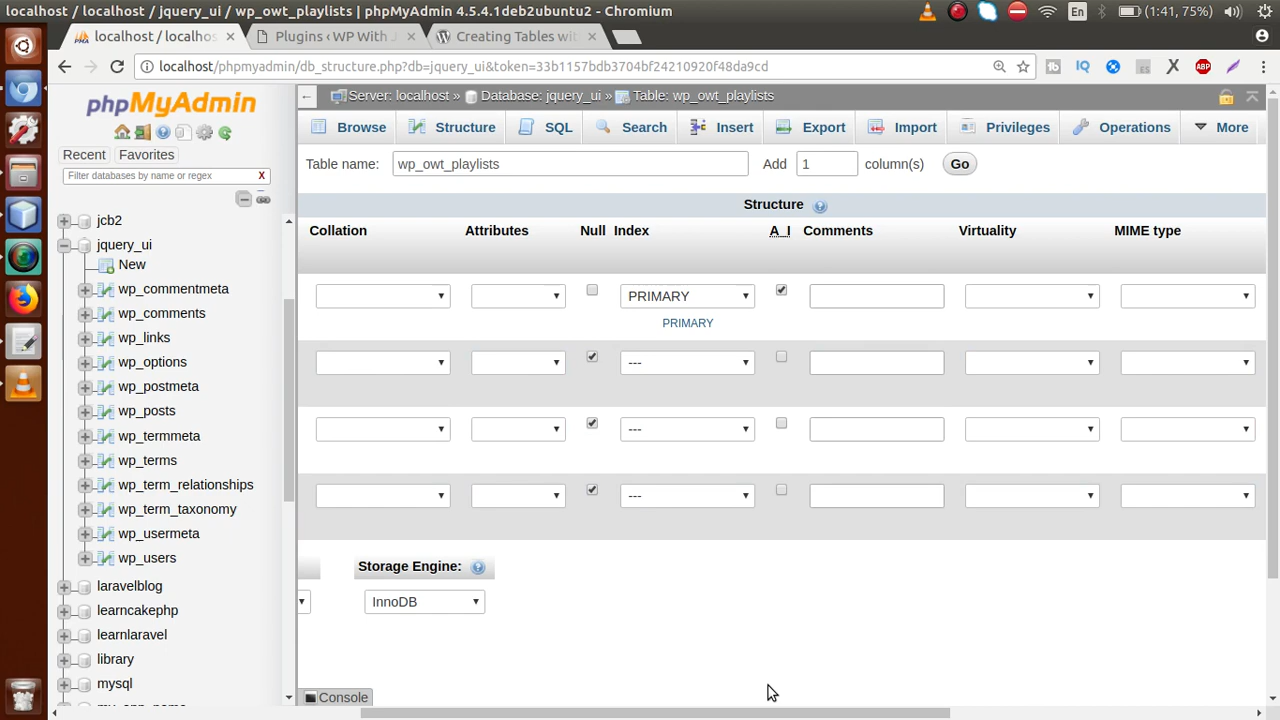 localhost / localhost / jquery_ui / wp_owt_playlists | phpMyAdmin 4.5.4.1deb2ubuntu2 - Chromium
En
(1:41, 75%)
localhost / localhos
Plugins ‹ WP With J
Creating Tables wit
localhost/phpmyadmin/db_structure.php?db=jquery_ui&token=33b1157bdb3704bf24210920f48da9cd
IQ
ABP
phpMyAdmin
Recent
Favorites
Filter databases by name or regex
X
jcb2
jquery_ui
New
wp_commentmeta
wp_comments
wp_links
wp_options
wp_postmeta
wp_posts
wp_termmeta
wp_terms
wp_term_relationships
wp_term_taxonomy
wp_usermeta
wp_users
laravelblog
learncakephp
learnlaravel
library
mysql
Server: localhost » Database: jquery_ui » Table: wp_owt_playlists
Browse Structure SQL Search Insert Export Import Privileges Operations More
Table name: wp_owt_playlists Add 1 column(s) Go
Structure
Collation Attributes Null Index A_I Comments Virtuality MIME type
PRIMARY
PRIMARY
---
---
---
Storage Engine:
InnoDB
Console